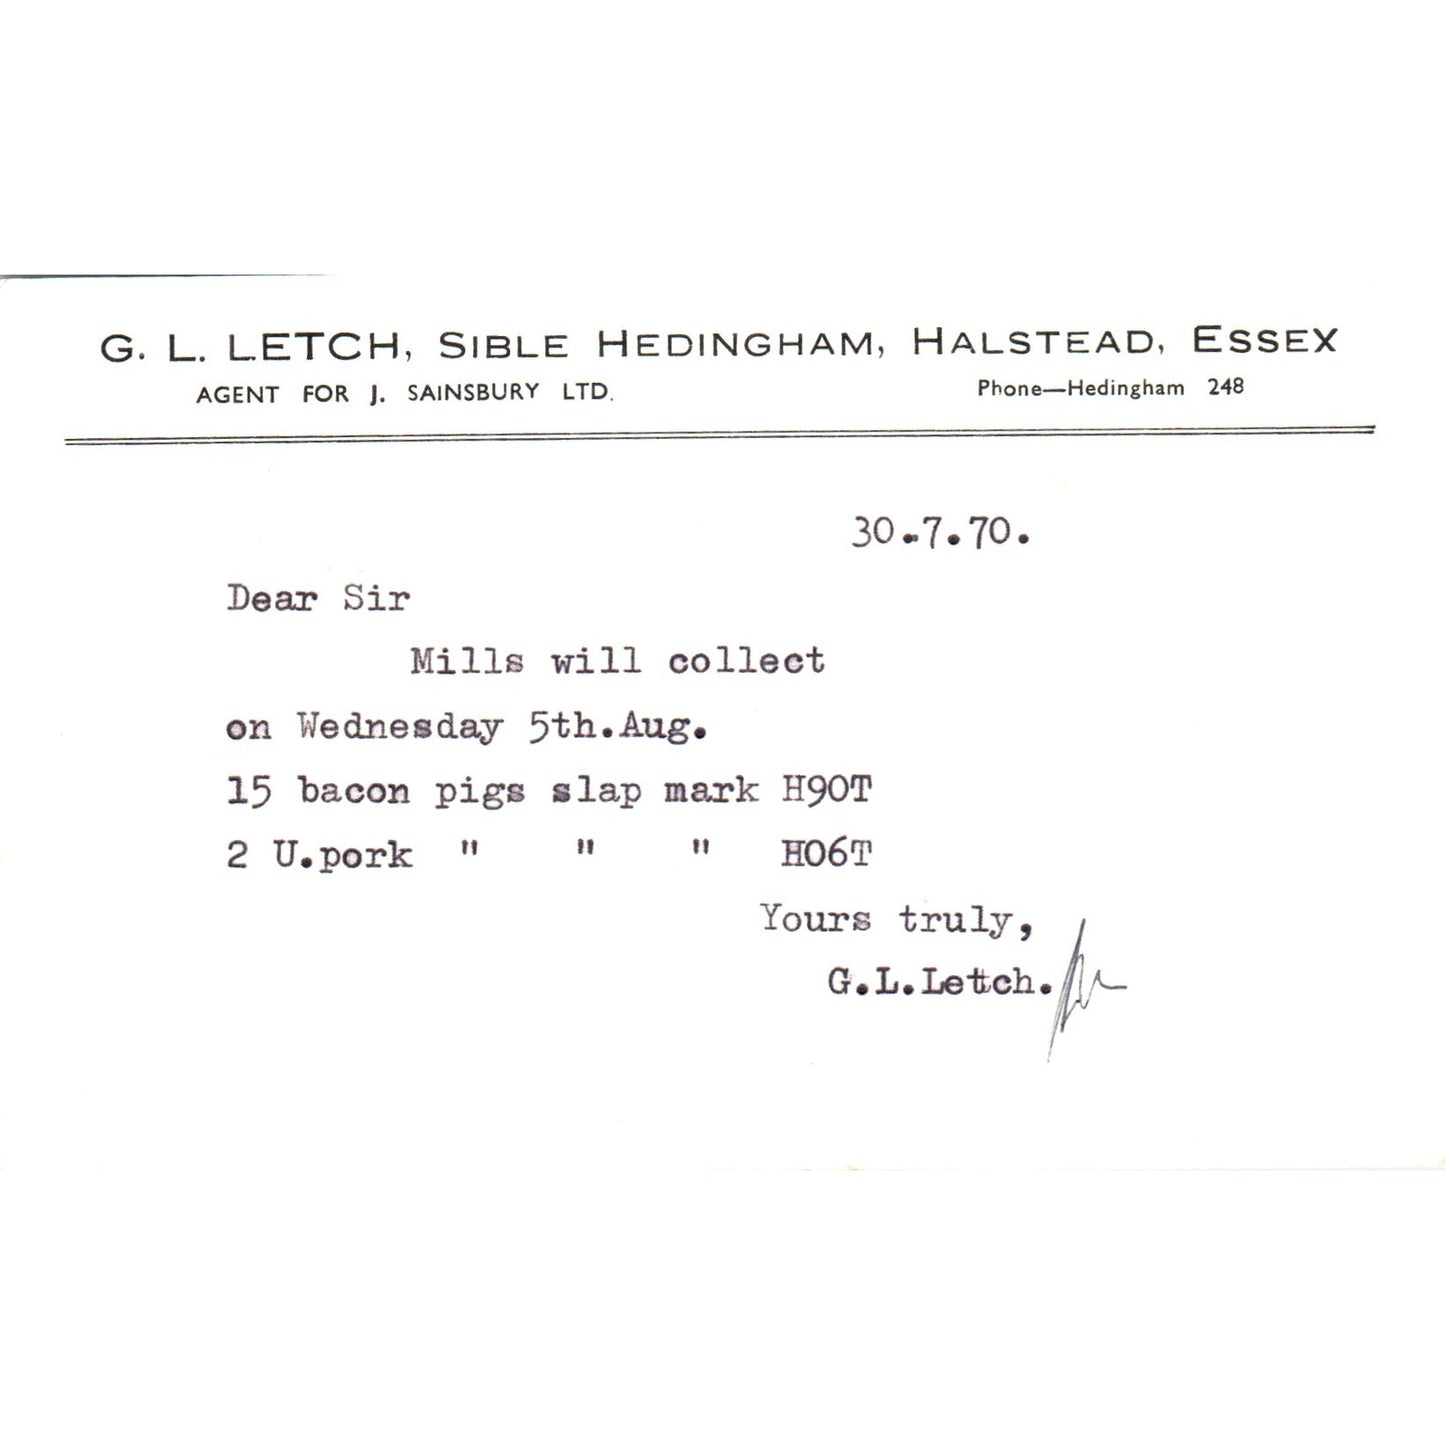 G. L. LETCH, SIBLE HEDINGHAM, HALSTEAD, ESSEX
AGENT FOR J. SAINSBURY LTD. Phone—Hedingham 248
30.7.70.
Dear Sir
Mills will collect
on Wednesday 5th.Aug.
15 bacon pigs slap mark H90T
2 U.pork " " " H06T
Yours truly,
G.L.Letch.